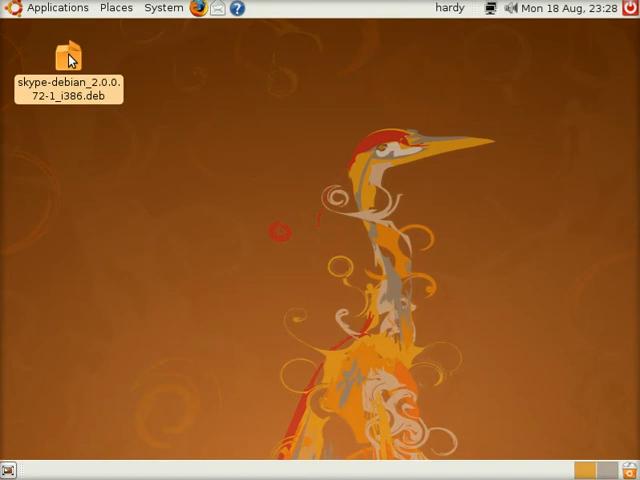 Applications Places System hardy Mon 18 Aug, 23:28
skype-debian_2.0.0.
72-1_i386.deb